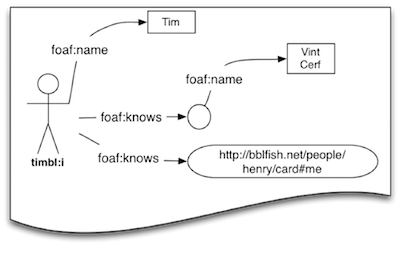 Tim
foaf:name
Vint
Cerf
foaf:name
foaf:knows
foaf:knows
timbl:i
http://bblfish.net/people/
henry/card#me